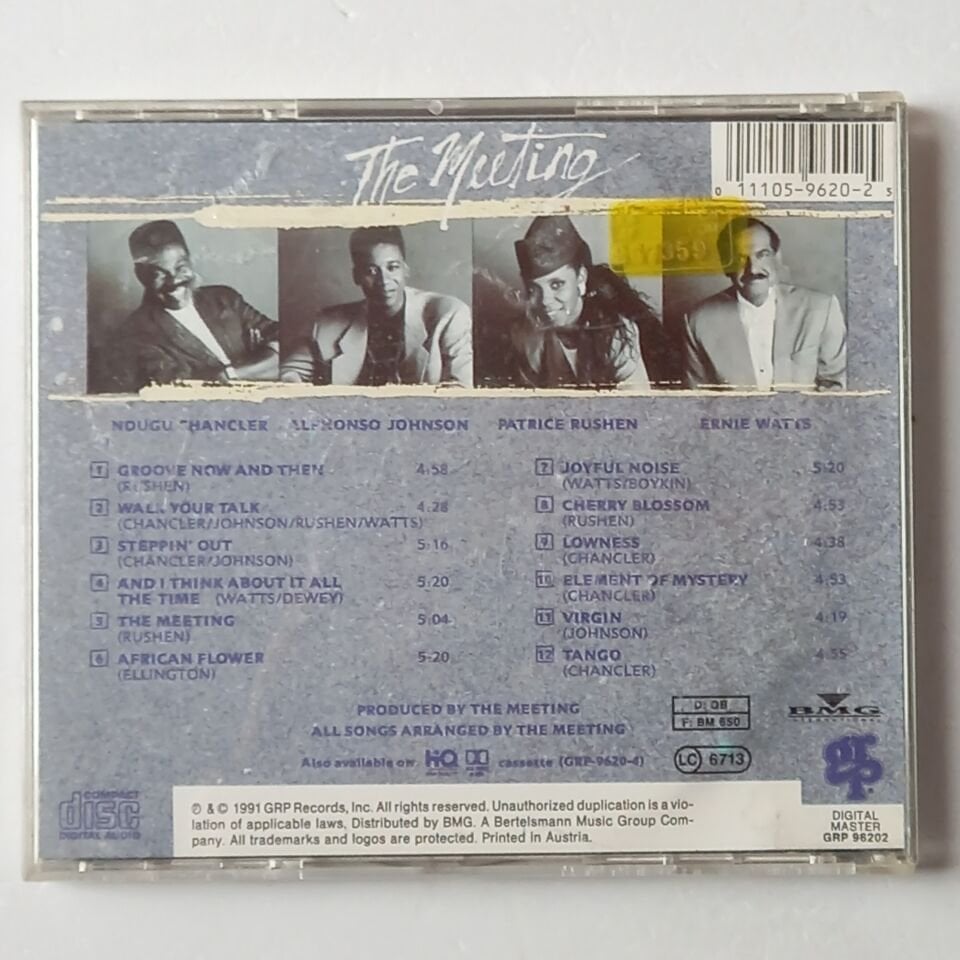 The Meeting
0 11105-9620-2 3
Y 359
NDUGU CHANCLER ALPHONSO JOHNSON PATRICE RUSHEN ERNIE WATTS
1 GROOVE NOW AND THEN 4:58
(RUSHEN)
2 WALK YOUR TALK 4:28
(CHANCLER/JOHNSON/RUSHEN/WATTS)
3 STEPPIN' OUT 5:16
(CHANCLER/JOHNSON)
4 AND I THINK ABOUT IT ALL 5:20
THE TIME (WATTS/DEWEY)
5 THE MEETING 5:04
(RUSHEN)
6 AFRICAN FLOWER 5:20
(ELLINGTON)
7 JOYFUL NOISE 5:20
(WATTS/BOYKIN)
8 CHERRY BLOSSOM 4:53
(RUSHEN)
9 LOWNESS 4:38
(CHANCLER)
10 ELEMENT OF MYSTERY 4:53
(CHANCLER)
11 VIRGIN 4:19
(JOHNSON)
12 TANGO 4:55
(CHANCLER)
PRODUCED BY THE MEETING
ALL SONGS ARRANGED BY THE MEETING
Also available on HiQ cassette (GRP-9620-4)
D: OB
F: BM 650
LC 6713
BMG
INTERNATIONAL
GRP
COMPACT
disc
DIGITAL AUDIO
℗ & © 1991 GRP Records, Inc. All rights reserved. Unauthorized duplication is a vio-
lation of applicable laws, Distributed by BMG. A Bertelsmann Music Group Com-
pany. All trademarks and logos are protected. Printed in Austria.
DIGITAL
MASTER
GRP 96202